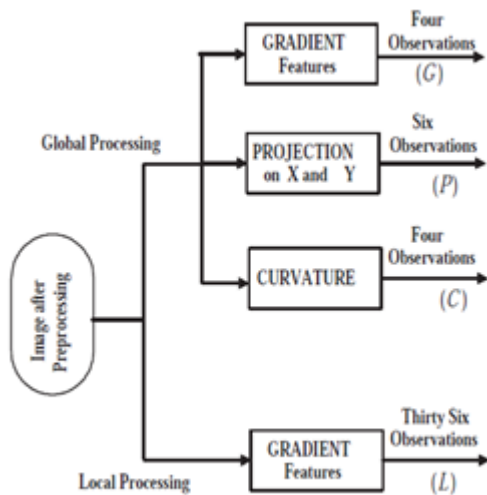 GRADIENT
Features
Four
Observations
(G)
Global Processing
PROJECTION
on X and Y
Six
Observations
(P)
CURVATURE
Four
Observations
(C)
Image after
Preprocessing
GRADIENT
Features
Thirty Six
Observations
(L)
Local Processing